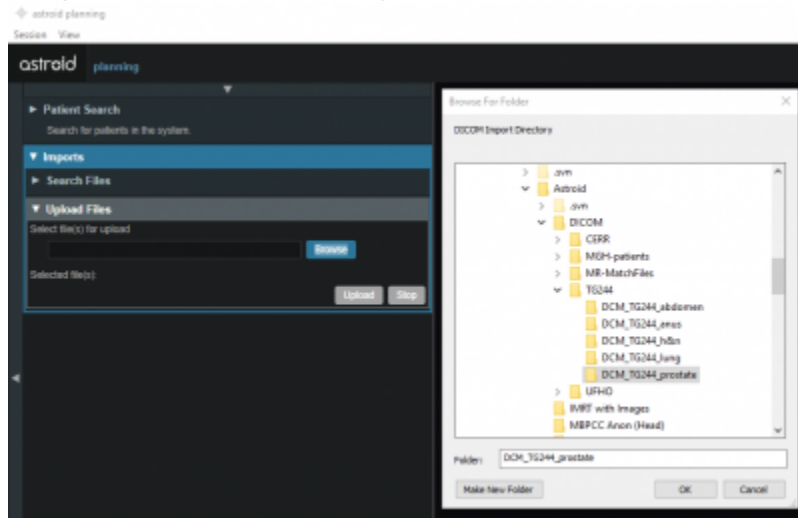 astroid planning
Session View
astroid planning
Patient Search
Search for patients in the system.
Imports
Search Files
Upload Files
Select file(s) for upload
Browse
Selected file(s):
Upload Stop
Browse For Folder
DICOM Import Directory
.svn
Astroid
.svn
DICOM
CERR
MGH-patients
MR-MatchFiles
TG244
DCM_TG244_abdomen
DCM_TG244_anus
DCM_TG244_h&n
DCM_TG244_lung
DCM_TG244_prostate
UFHO
IMRT with Images
MBPCC Anon (Head)
Folder: DCM_TG244_prostate
Make New Folder OK Cancel